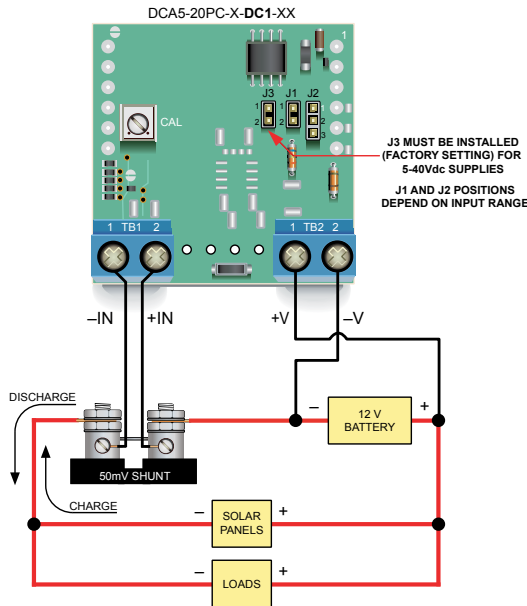 DCA5-20PC-X-DC1-XX
1
J3 J1 J2
1 1 1
2 2 2
3
CAL
J3 MUST BE INSTALLED
(FACTORY SETTING) FOR
5-40Vdc SUPPLIES
J1 AND J2 POSITIONS
DEPEND ON INPUT RANGE
1 TB1 2
1 TB2 2
–IN +IN
+V –V
DISCHARGE
– 12 V
BATTERY +
50mV SHUNT
CHARGE
– SOLAR
PANELS +
– LOADS +